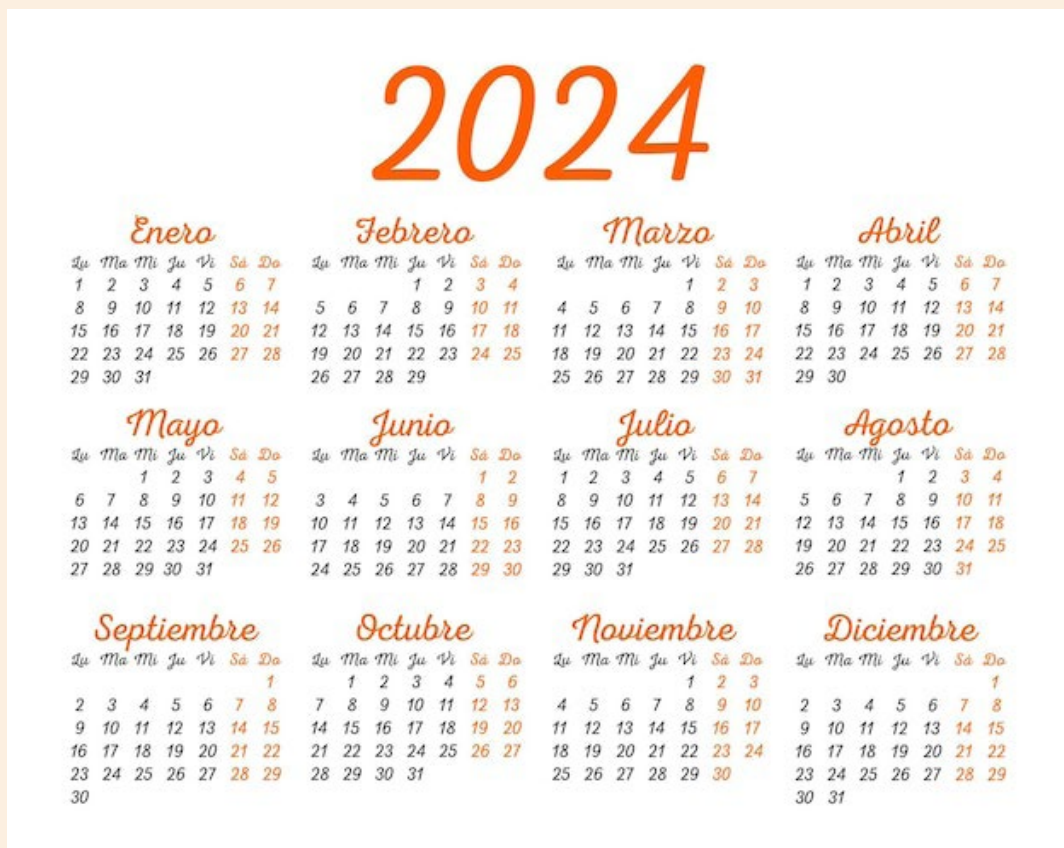 2024
Enero
Lu Ma Mi Ju Vi Sá Do
1 2 3 4 5 6 7
8 9 10 11 12 13 14
15 16 17 18 19 20 21
22 23 24 25 26 27 28
29 30 31
Febrero
Lu Ma Mi Ju Vi Sá Do
1 2 3 4
5 6 7 8 9 10 11
12 13 14 15 16 17 18
19 20 21 22 23 24 25
26 27 28 29
Marzo
Lu Ma Mi Ju Vi Sá Do
1 2 3
4 5 6 7 8 9 10
11 12 13 14 15 16 17
18 19 20 21 22 23 24
25 26 27 28 29 30 31
Abril
Lu Ma Mi Ju Vi Sá Do
1 2 3 4 5 6 7
8 9 10 11 12 13 14
15 16 17 18 19 20 21
22 23 24 25 26 27 28
29 30
Mayo
Lu Ma Mi Ju Vi Sá Do
1 2 3 4 5
6 7 8 9 10 11 12
13 14 15 16 17 18 19
20 21 22 23 24 25 26
27 28 29 30 31
Junio
Lu Ma Mi Ju Vi Sá Do
1 2
3 4 5 6 7 8 9
10 11 12 13 14 15 16
17 18 19 20 21 22 23
24 25 26 27 28 29 30
Julio
Lu Ma Mi Ju Vi Sá Do
1 2 3 4 5 6 7
8 9 10 11 12 13 14
15 16 17 18 19 20 21
22 23 24 25 26 27 28
29 30 31
Agosto
Lu Ma Mi Ju Vi Sá Do
1 2 3 4
5 6 7 8 9 10 11
12 13 14 15 16 17 18
19 20 21 22 23 24 25
26 27 28 29 30 31
Septiembre
Lu Ma Mi Ju Vi Sá Do
1
2 3 4 5 6 7 8
9 10 11 12 13 14 15
16 17 18 19 20 21 22
23 24 25 26 27 28 29
30
Octubre
Lu Ma Mi Ju Vi Sá Do
1 2 3 4 5 6
7 8 9 10 11 12 13
14 15 16 17 18 19 20
21 22 23 24 25 26 27
28 29 30 31
Noviembre
Lu Ma Mi Ju Vi Sá Do
1 2 3
4 5 6 7 8 9 10
11 12 13 14 15 16 17
18 19 20 21 22 23 24
25 26 27 28 29 30
Diciembre
Lu Ma Mi Ju Vi Sá Do
1
2 3 4 5 6 7 8
9 10 11 12 13 14 15
16 17 18 19 20 21 22
23 24 25 26 27 28 29
30 31